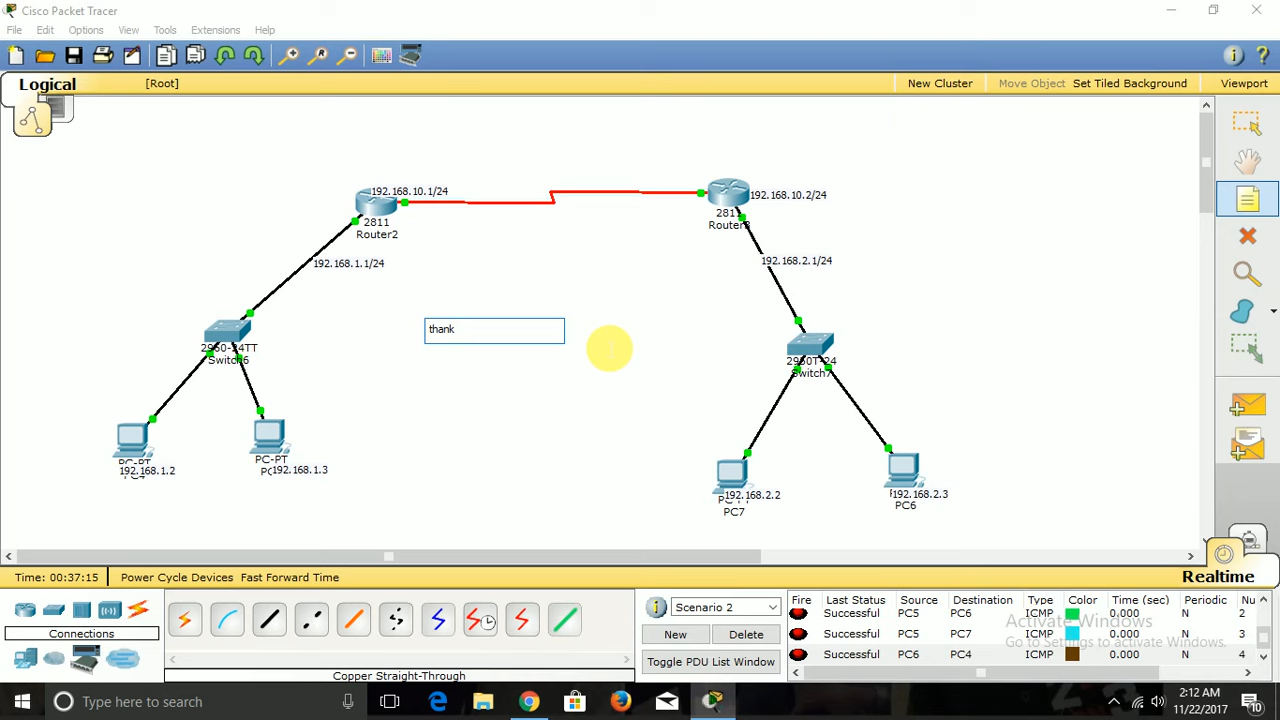 Cisco Packet Tracer
File Edit Options View Tools Extensions Help
Logical [Root] New Cluster Move Object Set Tiled Background Viewport
192.168.10.1/24
2811
Router2
192.168.10.2/24
2811
192.168.1.1/24
192.168.2.1/24
thank
Switch6
Switch7
PC-PT
192.168.1.2
PC-PT
192.168.1.3
192.168.2.2
PC7
192.168.2.3
PC6
Time: 00:37:15 Power Cycle Devices Fast Forward Time
Realtime
Connections
Copper Straight-Through
Scenario 2
New Delete
Toggle PDU List Window
Fire Last Status Source Destination Type Color Time (sec) Periodic Nu
Successful PC5 PC6 ICMP 0.000 N 2
Successful PC5 PC7 ICMP 0.000 N 3
Successful PC6 PC4 ICMP 0.000 N 4
Activate Windows
Go to Settings to activate Windows.
Type here to search
2:12 AM
11/22/2017
10